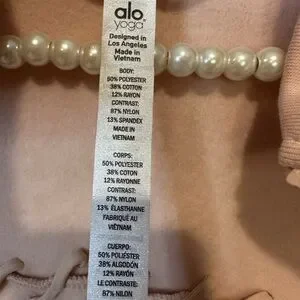 alo
yoga
Designed in
Los Angeles
Made in
Vietnam
BODY:
50% POLYESTER
38% COTTON
12% RAYON
CONTRAST:
87% NYLON
13% SPANDEX
MADE IN
VIETNAM
CORPS:
50% POLYESTER
38% COTON
12% RAYONNE
CONTRASTE:
87% NYLON
13% ÉLASTHANNE
FABRIQUÉ AU
VIÊTNAM
CUERPO:
50% POLIÉSTER
38% ALGODÓN
12% RAYÓN
LE CONTRASTE:
87% NILON